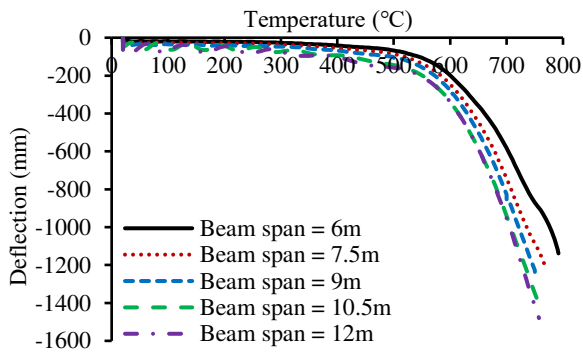 Temperature (℃)
0 100 200 300 400 500 600 700 800
0
-200
-400
-600
-800
-1000
-1200
-1400
-1600
Deflection (mm)
Beam span = 6m
Beam span = 7.5m
Beam span = 9m
Beam span = 10.5m
Beam span = 12m